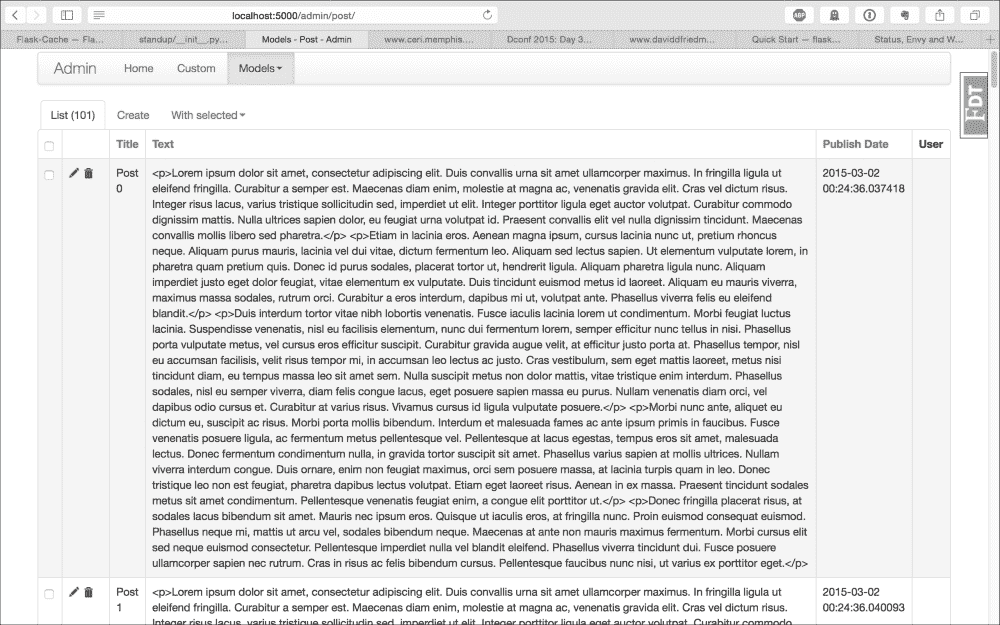 localhost:5000/admin/post/
ABP
Flask-Cache — Fla...
standup/__init__.py...
Models - Post - Admin
www.ceri.memphis....
Dconf 2015: Day 3...
www.daviddfriedm...
Quick Start — flask...
Status, Envy and W...
Admin
Home
Custom
Models
FDT
List (101)
Create
With selected
Title
Text
Publish Date
User
Post
0
<p>Lorem ipsum dolor sit amet, consectetur adipiscing elit. Duis convallis urna sit amet ullamcorper maximus. In fringilla ligula ut
eleifend fringilla. Curabitur a semper est. Maecenas diam enim, molestie at magna ac, venenatis gravida elit. Cras vel dictum risus.
Integer risus lacus, varius tristique sollicitudin sed, imperdiet ut elit. Integer porttitor ligula eget auctor volutpat. Curabitur commodo
dignissim mattis. Nulla ultrices sapien dolor, eu feugiat urna volutpat id. Praesent convallis elit vel nulla dignissim tincidunt. Maecenas
convallis mollis libero sed pharetra.</p> <p>Etiam in lacinia eros. Aenean magna ipsum, cursus lacinia nunc ut, pretium rhoncus
neque. Aliquam purus mauris, lacinia vel dui vitae, dictum fermentum leo. Aliquam sed lectus sapien. Ut elementum vulputate lorem, in
pharetra quam pretium quis. Donec id purus sodales, placerat tortor ut, hendrerit ligula. Aliquam pharetra ligula nunc. Aliquam
imperdiet justo eget dolor feugiat, vitae elementum ex vulputate. Duis tincidunt euismod metus id laoreet. Aliquam eu mauris viverra,
maximus massa sodales, rutrum orci. Curabitur a eros interdum, dapibus mi ut, volutpat ante. Phasellus viverra felis eu eleifend
blandit.</p> <p>Duis interdum tortor vitae nibh lobortis venenatis. Fusce iaculis lacinia lorem ut condimentum. Morbi feugiat luctus
lacinia. Suspendisse venenatis, nisl eu facilisis elementum, nunc dui fermentum lorem, semper efficitur nunc tellus in nisi. Phasellus
porta vulputate metus, vel cursus eros efficitur suscipit. Curabitur gravida augue velit, at efficitur justo porta at. Phasellus tempor, nisl
eu accumsan facilisis, velit risus tempor mi, in accumsan leo lectus ac justo. Cras vestibulum, sem eget mattis laoreet, metus nisi
tincidunt diam, eu tempus massa leo sit amet sem. Nulla suscipit metus non dolor mattis, vitae tristique enim interdum. Phasellus
sodales, nisl eu semper viverra, diam felis congue lacus, eget posuere sapien massa eu purus. Nullam venenatis diam orci, vel
dapibus odio cursus et. Curabitur at varius risus. Vivamus cursus id ligula vulputate posuere.</p> <p>Morbi nunc ante, aliquet eu
dictum eu, suscipit ac risus. Morbi porta mollis bibendum. Interdum et malesuada fames ac ante ipsum primis in faucibus. Fusce
venenatis posuere ligula, ac fermentum metus pellentesque vel. Pellentesque at lacus egestas, tempus eros sit amet, malesuada
lectus. Donec fermentum condimentum nulla, in gravida tortor suscipit sit amet. Phasellus varius sapien at mollis ultrices. Nullam
viverra interdum congue. Duis ornare, enim non feugiat maximus, orci sem posuere massa, at lacinia turpis quam in leo. Donec
tristique leo non est feugiat, pharetra dapibus lectus volutpat. Etiam eget laoreet risus. Aenean in ex massa. Praesent tincidunt sodales
metus sit amet condimentum. Pellentesque venenatis feugiat enim, a congue elit porttitor ut.</p> <p>Donec fringilla placerat risus, at
sodales lacus bibendum sit amet. Mauris nec ipsum eros. Quisque ut iaculis eros, at fringilla nunc. Proin euismod consequat euismod.
Phasellus neque mi, mattis ut arcu vel, sodales bibendum neque. Maecenas at ante non mauris maximus fermentum. Morbi cursus elit
sed neque euismod consectetur. Pellentesque imperdiet nulla vel blandit eleifend. Phasellus viverra tincidunt dui. Fusce posuere
ullamcorper sapien nec rutrum. Cras in risus ac felis bibendum cursus. Pellentesque faucibus nunc nisi, ut varius ex porttitor eget.</p>
2015-03-02
00:24:36.037418
Post
1
<p>Lorem ipsum dolor sit amet, consectetur adipiscing elit. Duis convallis urna sit amet ullamcorper maximus. In fringilla ligula ut
eleifend fringilla. Curabitur a semper est. Maecenas diam enim, molestie at magna ac, venenatis gravida elit. Cras vel dictum risus.
Integer risus lacus, varius tristique sollicitudin sed, imperdiet ut elit. Integer porttitor ligula eget auctor volutpat. Curabitur commodo
2015-03-02
00:24:36.040093